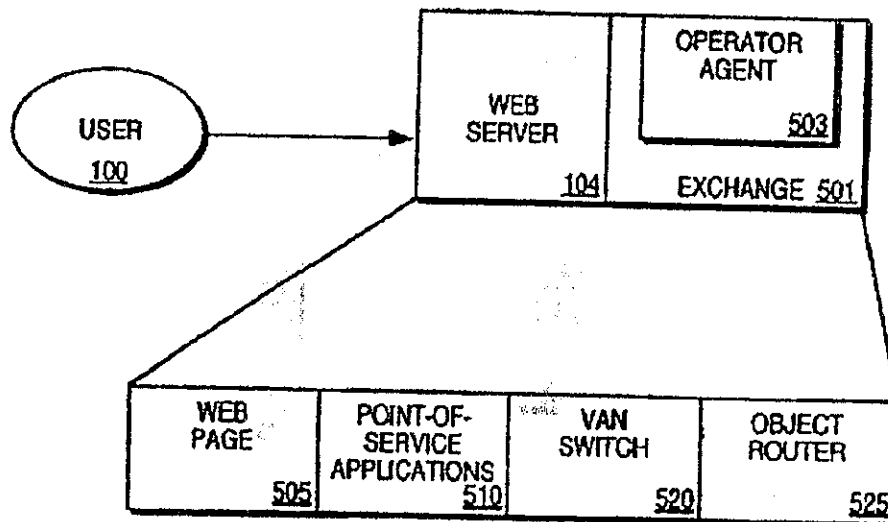 USER
100
WEB
SERVER
104
OPERATOR
AGENT
503
EXCHANGE 501
WEB
PAGE
505
POINT-OF-
SERVICE
APPLICATIONS
510
VAN
SWITCH
520
OBJECT
ROUTER
525